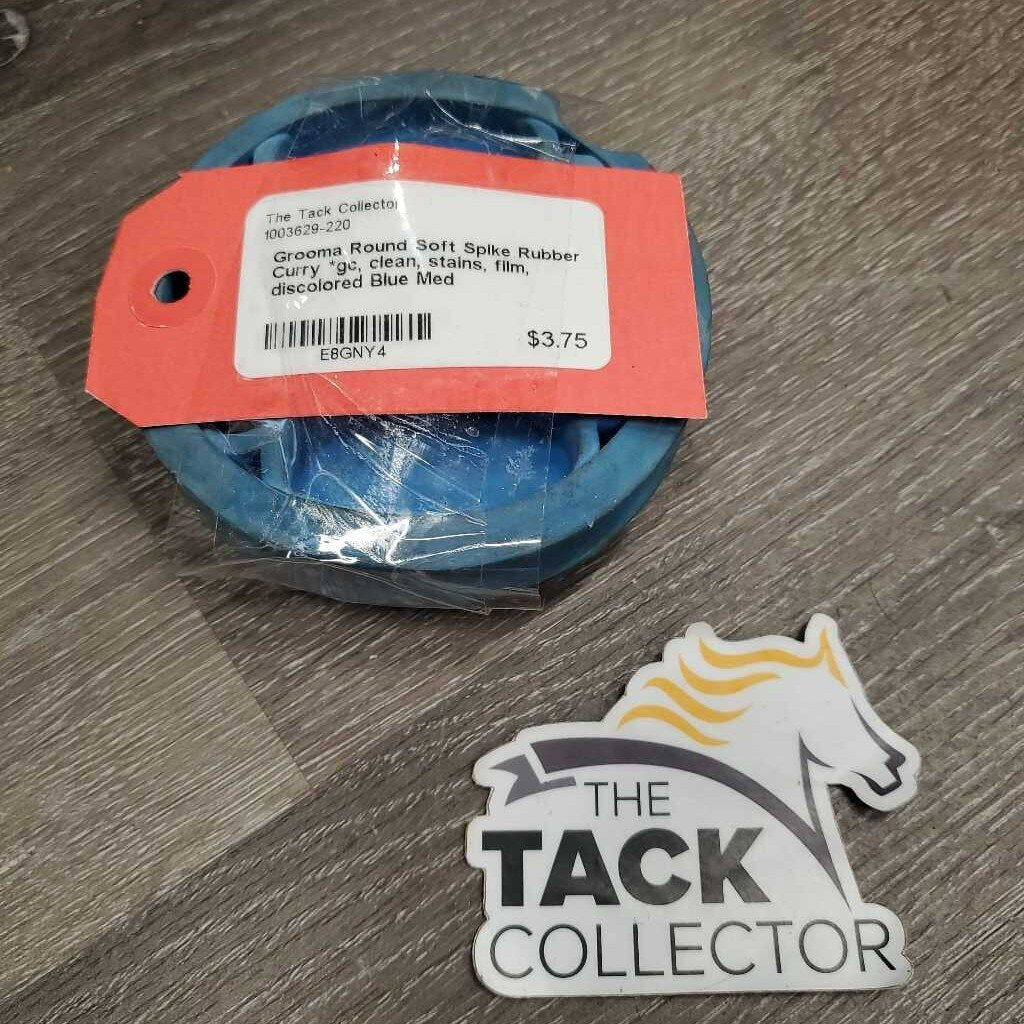 The Tack Collector
1003629-220
Grooma Round Soft Spike Rubber
Curry *gc, clean, stains, film,
discolored Blue Med
E8GNY4
$3.75
THE
TACK
COLLECTOR